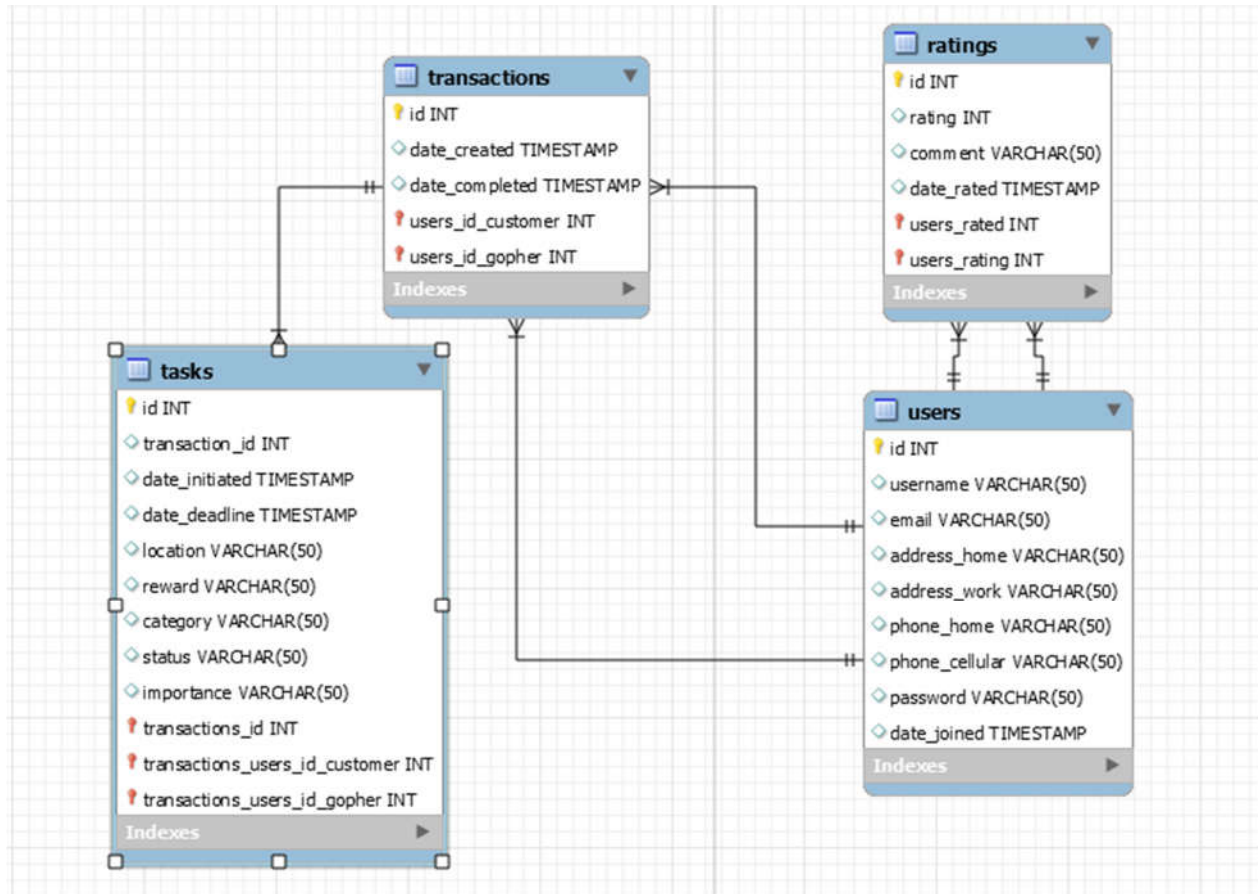 transactions
id INT
date_created TIMESTAMP
date_completed TIMESTAMP
users_id_customer INT
users_id_gopher INT
Indexes
ratings
id INT
rating INT
comment VARCHAR(50)
date_rated TIMESTAMP
users_rated INT
users_rating INT
Indexes
tasks
id INT
transaction_id INT
date_initiated TIMESTAMP
date_deadline TIMESTAMP
location VARCHAR(50)
reward VARCHAR(50)
category VARCHAR(50)
status VARCHAR(50)
importance VARCHAR(50)
transactions_id INT
transactions_users_id_customer INT
transactions_users_id_gopher INT
Indexes
users
id INT
username VARCHAR(50)
email VARCHAR(50)
address_home VARCHAR(50)
address_work VARCHAR(50)
phone_home VARCHAR(50)
phone_cellular VARCHAR(50)
password VARCHAR(50)
date_joined TIMESTAMP
Indexes